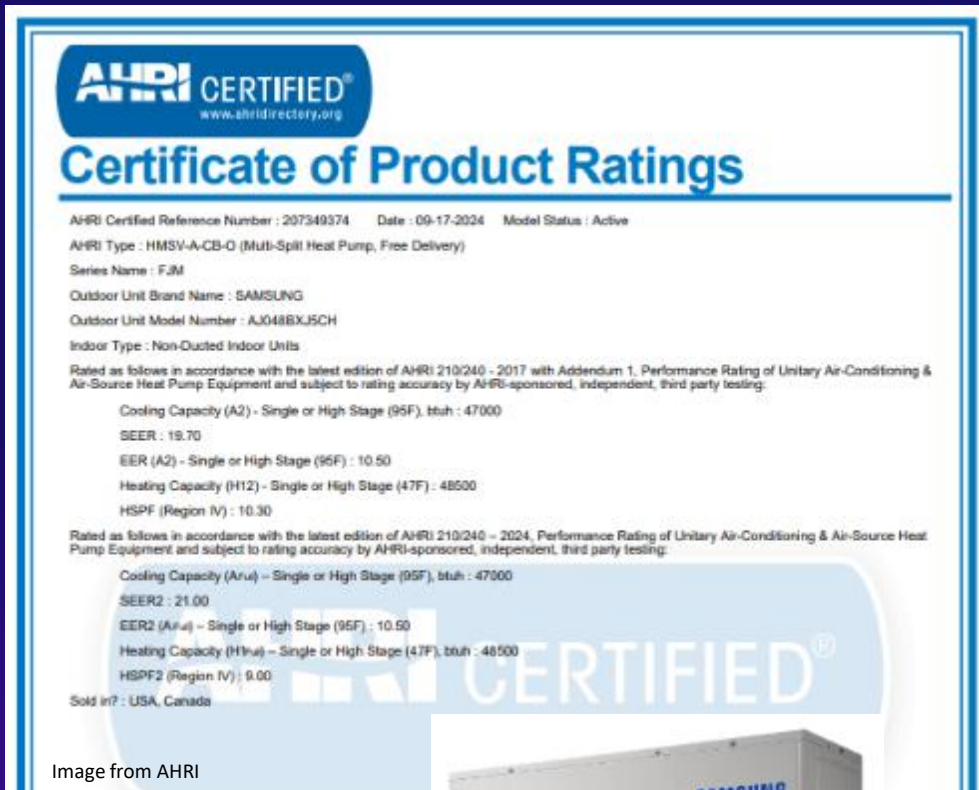 AHRI CERTIFIED®
www.ahridirectory.org
Certificate of Product Ratings
AHRI Certified Reference Number : 207349374 Date : 09-17-2024 Model Status : Active
AHRI Type : HMSV-A-CB-O (Multi-Split Heat Pump, Free Delivery)
Series Name : FJM
Outdoor Unit Brand Name : SAMSUNG
Outdoor Unit Model Number : AJ048BXJ5CH
Indoor Type : Non-Ducted Indoor Units
Rated as follows in accordance with the latest edition of AHRI 210/240 - 2017 with Addendum 1, Performance Rating of Unitary Air-Conditioning &
Air-Source Heat Pump Equipment and subject to rating accuracy by AHRI-sponsored, independent, third party testing:
Cooling Capacity (A2) - Single or High Stage (95F), btuh : 47000
SEER : 19.70
EER (A2) - Single or High Stage (95F) : 10.50
Heating Capacity (H12) - Single or High Stage (47F) : 48500
HSPF (Region IV) : 10.30
Rated as follows in accordance with the latest edition of AHRI 210/240 – 2024, Performance Rating of Unitary Air-Conditioning & Air-Source Heat
Pump Equipment and subject to rating accuracy by AHRI-sponsored, independent, third party testing:
Cooling Capacity (AFull) – Single or High Stage (95F), btuh : 47000
SEER2 : 21.00
EER2 (AFull) – Single or High Stage (95F) : 10.50
Heating Capacity (H1Full) – Single or High Stage (47F), btuh : 48500
HSPF2 (Region IV) : 9.00
Sold in? : USA, Canada
AHRI CERTIFIED®
Image from AHRI
SAMSUNG